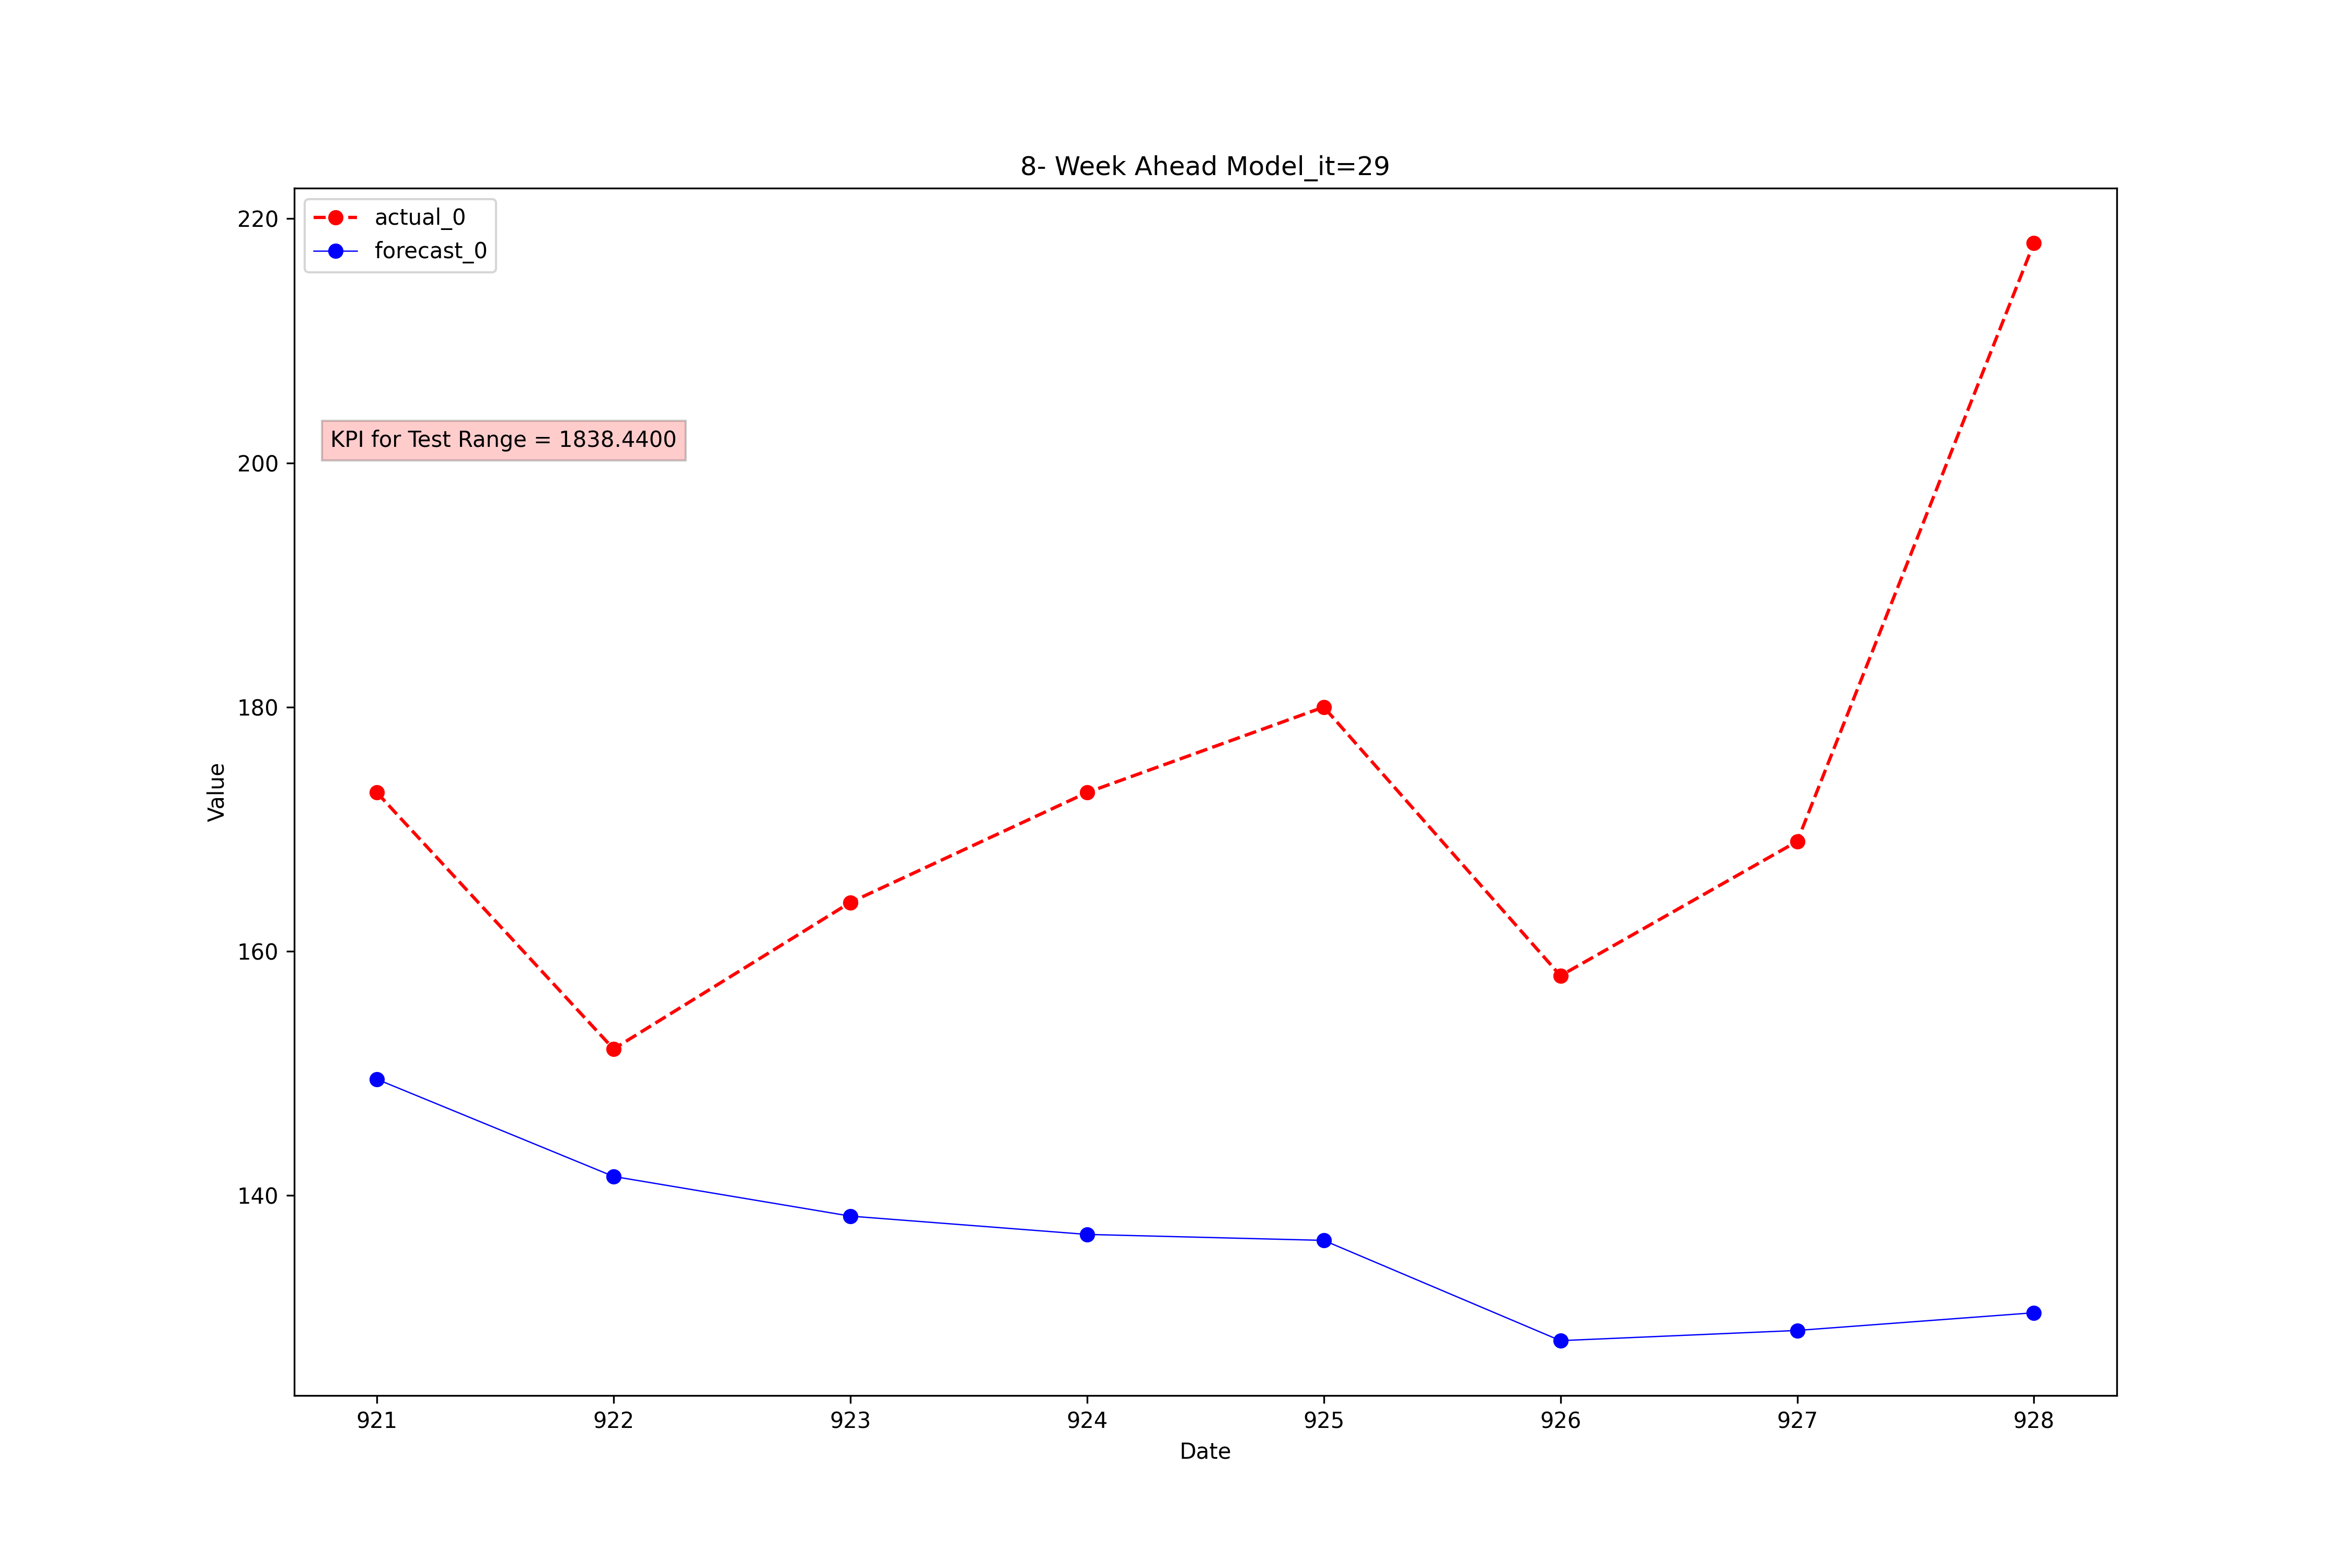 8- Week Ahead Model_it=29
actual_0
forecast_0
KPI for Test Range = 1838.4400
220
200
180
160
140
Value
921 922 923 924 925 926 927 928
Date